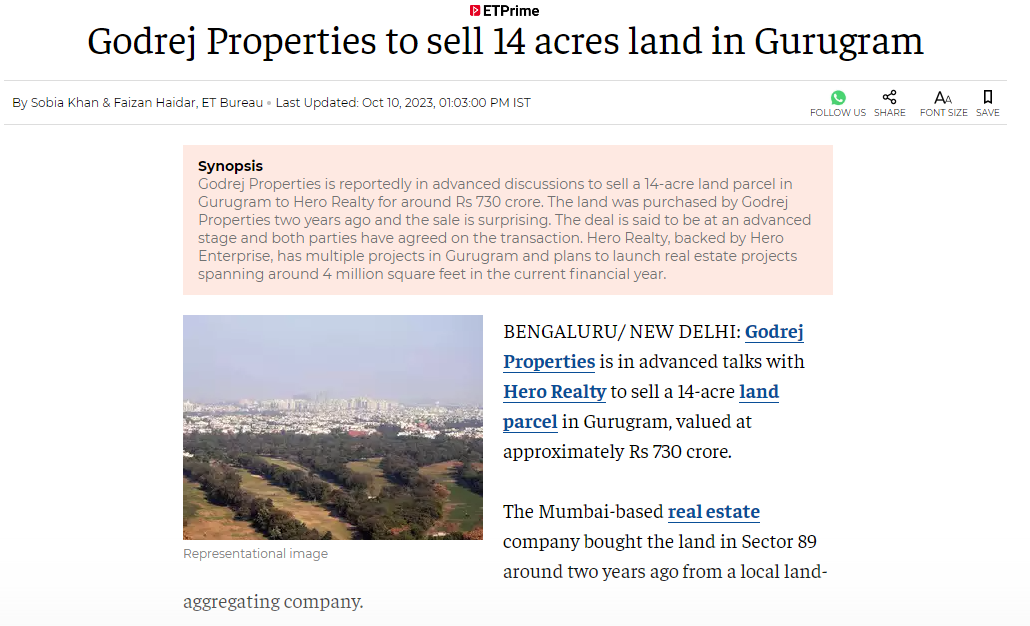 ETPrime
Godrej Properties to sell 14 acres land in Gurugram
By Sobia Khan & Faizan Haidar, ET Bureau • Last Updated: Oct 10, 2023, 01:03:00 PM IST
FOLLOW US SHARE FONT SIZE SAVE
Synopsis
Godrej Properties is reportedly in advanced discussions to sell a 14-acre land parcel in
Gurugram to Hero Realty for around Rs 730 crore. The land was purchased by Godrej
Properties two years ago and the sale is surprising. The deal is said to be at an advanced
stage and both parties have agreed on the transaction. Hero Realty, backed by Hero
Enterprise, has multiple projects in Gurugram and plans to launch real estate projects
spanning around 4 million square feet in the current financial year.
BENGALURU/ NEW DELHI: Godrej
Properties is in advanced talks with
Hero Realty to sell a 14-acre land
parcel in Gurugram, valued at
approximately Rs 730 crore.
The Mumbai-based real estate
company bought the land in Sector 89
around two years ago from a local land-
aggregating company.
Representational image